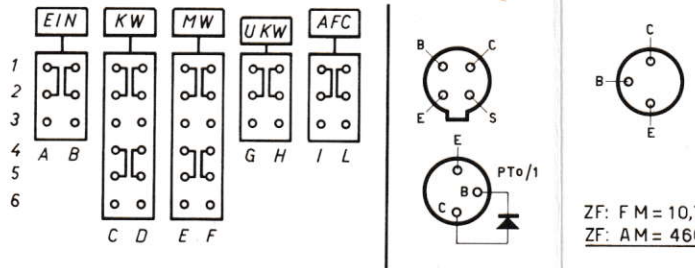 EIN KW MW UKW AFC
1
2
3
4
5
6
A B
C D
E F
G H
I L
B C
E S
E
B
C
PTo/1
C
B
E
ZF: FM = 10,
ZF: AM = 46